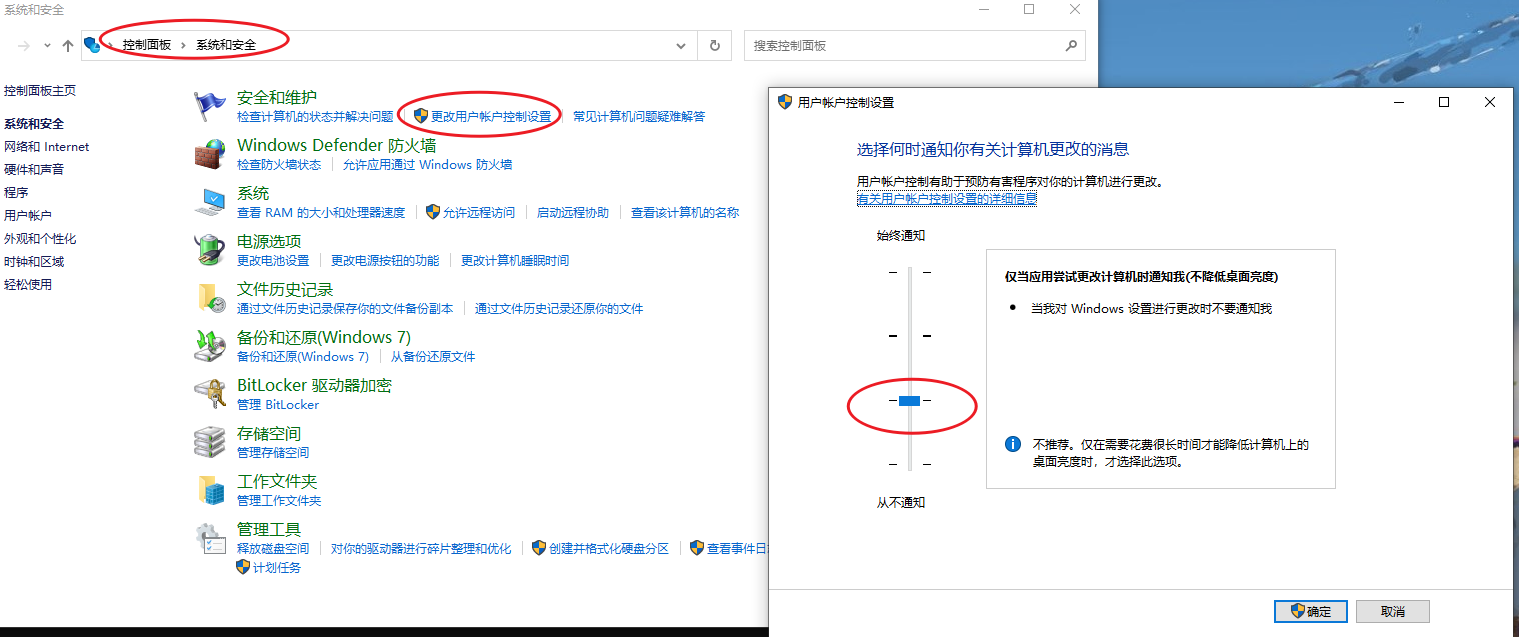 系统和安全
控制面板 › 系统和安全
搜索控制面板
控制面板主页
系统和安全
网络和 Internet
硬件和声音
程序
用户帐户
外观和个性化
时钟和区域
轻松使用
安全和维护
检查计算机的状态并解决问题 更改用户帐户控制设置 常见计算机问题疑难解答
Windows Defender 防火墙
检查防火墙状态 允许应用通过 Windows 防火墙
系统
查看 RAM 的大小和处理器速度 允许远程访问 启动远程协助 查看该计算机的名称
电源选项
更改电池设置 更改电源按钮的功能 更改计算机睡眠时间
文件历史记录
通过文件历史记录保存你的文件备份副本 通过文件历史记录还原你的文件
备份和还原(Windows 7)
备份和还原(Windows 7) 从备份还原文件
BitLocker 驱动器加密
管理 BitLocker
存储空间
管理存储空间
工作文件夹
管理工作文件夹
管理工具
释放磁盘空间 对你的驱动器进行碎片整理和优化 创建并格式化硬盘分区 查看事件日
计划任务
用户帐户控制设置
选择何时通知你有关计算机更改的消息
用户帐户控制有助于预防有害程序对你的计算机进行更改。
有关用户帐户控制设置的详细信息
始终通知
仅当应用尝试更改计算机时通知我(不降低桌面亮度)
• 当我对 Windows 设置进行更改时不要通知我
不推荐。仅在需要花费很长时间才能降低计算机上的
桌面亮度时，才选择此选项。
从不通知
确定 取消